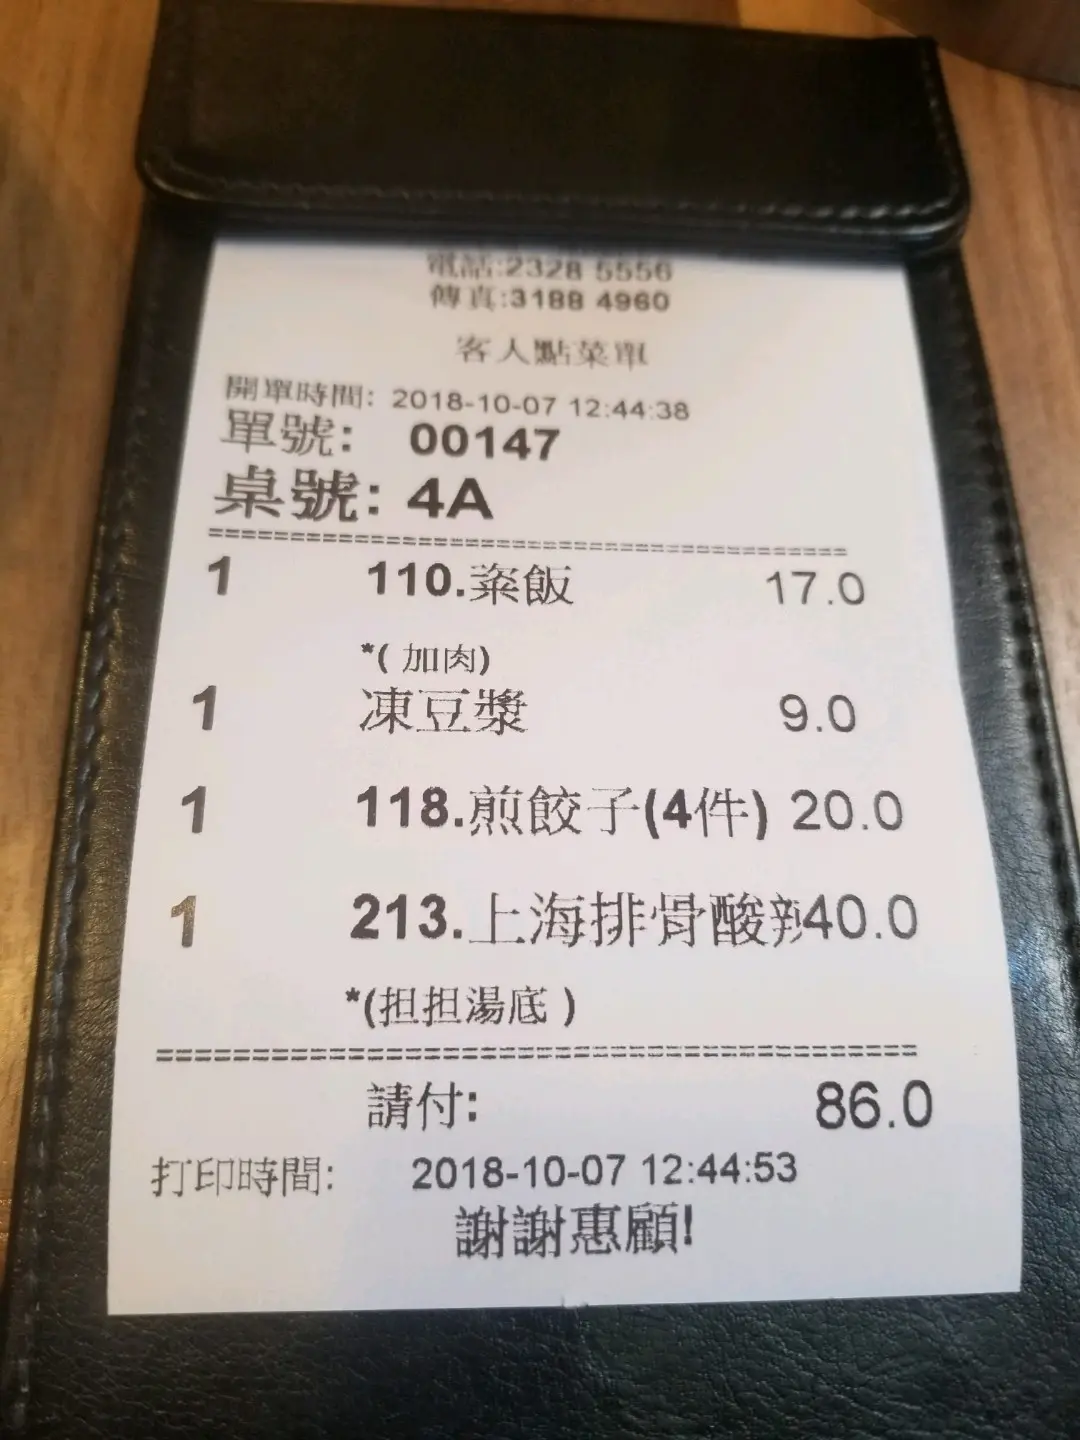 電話:2328 5556
傳真:3188 4960
客人點菜單
開單時間: 2018-10-07 12:44:38
單號: 00147
桌號: 4A
==========================================
1 110.粢飯 17.0
*( 加肉)
1 凍豆漿 9.0
1 118.煎餃子(4件) 20.0
1 213.上海排骨酸辣40.0
*(担担湯底 )
==========================================
請付: 86.0
打印時間: 2018-10-07 12:44:53
謝謝惠顧!